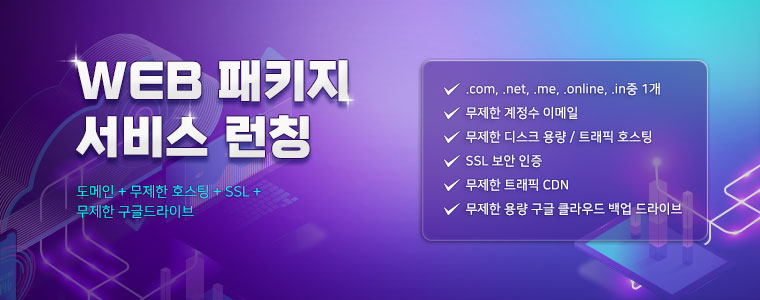 WEB 패키지
서비스 런칭
도메인 + 무제한 호스팅 + SSL +
무제한 구글드라이브
.com, .net, .me, .online, .in중 1개
무제한 계정수 이메일
무제한 디스크 용량 / 트래픽 호스팅
SSL 보안 인증
무제한 트래픽 CDN
무제한 용량 구글 클라우드 백업 드라이브